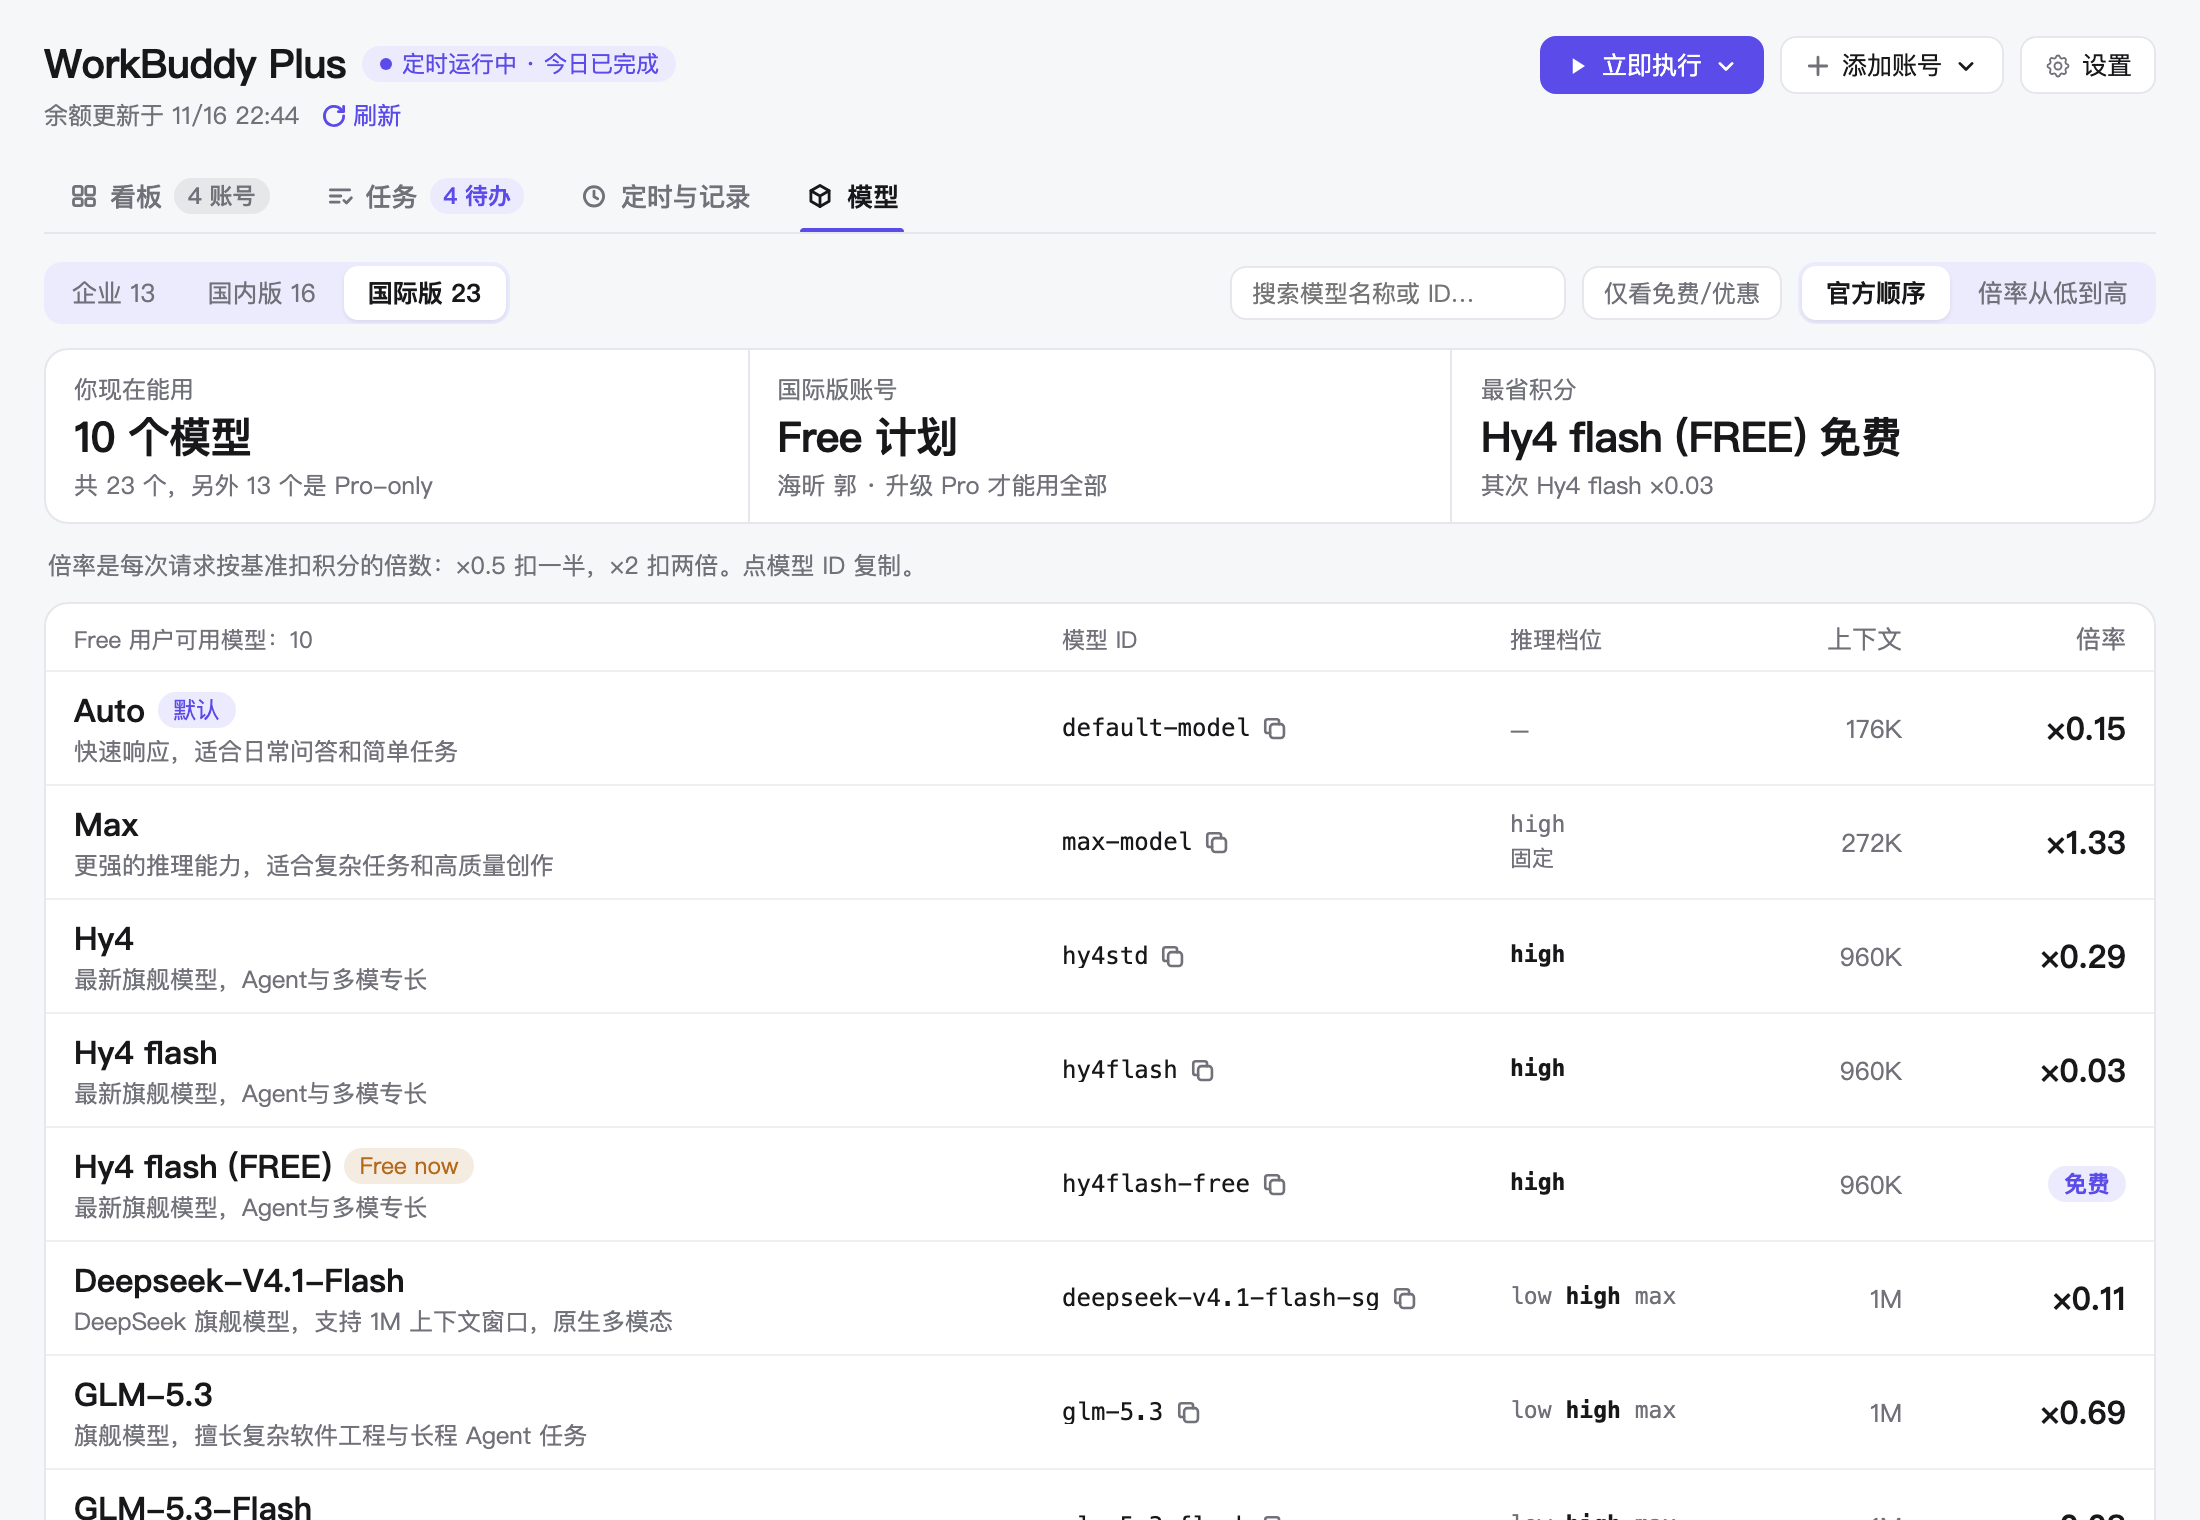 WorkBuddy Plus
定时运行中 · 今日已完成
立即执行
添加账号
设置
余额更新于 11/16 22:44
刷新
看板 4 账号
任务 4 待办
定时与记录
模型
企业 13
国内版 16
国际版 23
搜索模型名称或 ID...
仅看免费/优惠
官方顺序
倍率从低到高
你现在能用
10 个模型
共 23 个，另外 13 个是 Pro-only
国际版账号
Free 计划
海昕 郭 · 升级 Pro 才能用全部
最省积分
Hy4 flash (FREE) 免费
其次 Hy4 flash ×0.03
倍率是每次请求按基准扣积分的倍数：×0.5 扣一半，×2 扣两倍。点模型 ID 复制。
Free 用户可用模型：10 模型 ID 推理档位 上下文 倍率
Auto 默认
快速响应，适合日常问答和简单任务
default-model — 176K ×0.15
Max
更强的推理能力，适合复杂任务和高质量创作
max-model
high
固定
272K ×1.33
Hy4
最新旗舰模型，Agent与多模专长
hy4std high 960K ×0.29
Hy4 flash
最新旗舰模型，Agent与多模专长
hy4flash high 960K ×0.03
Hy4 flash (FREE) Free now
最新旗舰模型，Agent与多模专长
hy4flash-free high 960K 免费
Deepseek-V4.1-Flash
DeepSeek 旗舰模型，支持 1M 上下文窗口，原生多模态
deepseek-v4.1-flash-sg low high max 1M ×0.11
GLM-5.3
旗舰模型，擅长复杂软件工程与长程 Agent 任务
glm-5.3 low high max 1M ×0.69
GLM-5.3-Flash